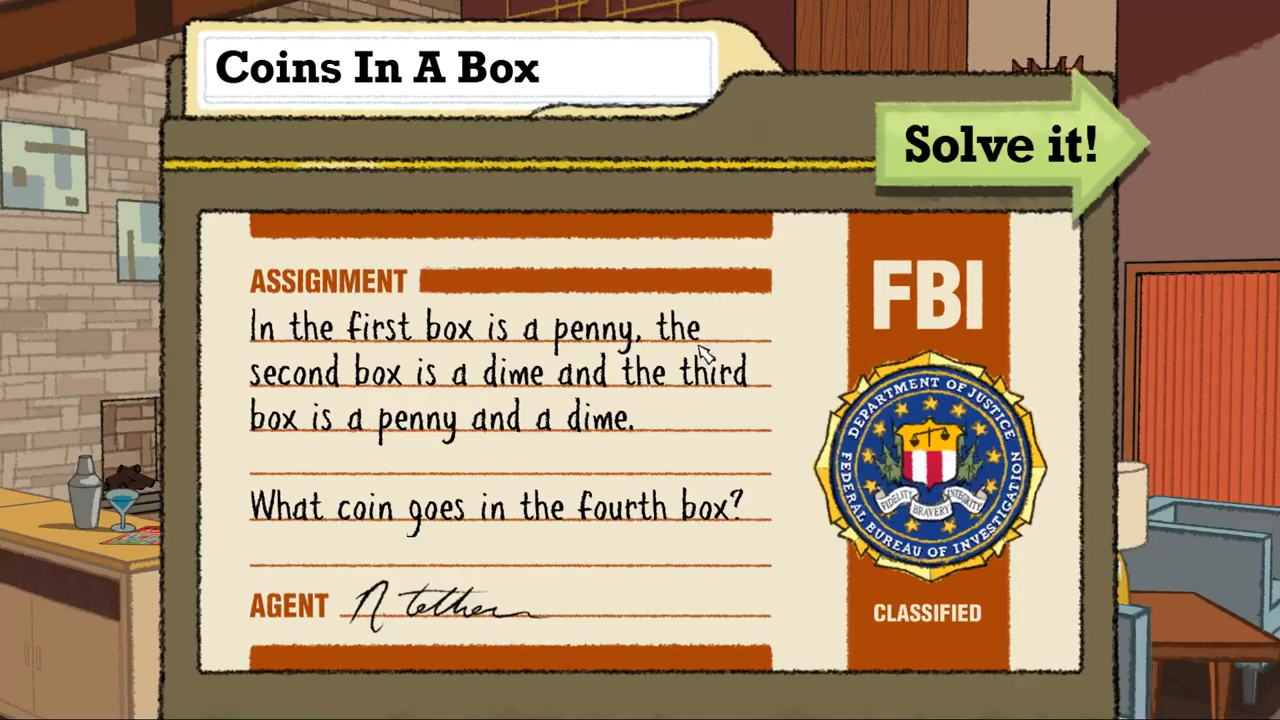 Coins In A Box
Solve it!
ASSIGNMENT
In the first box is a penny, the
second box is a dime and the third
box is a penny and a dime.
What coin goes in the fourth box?
AGENT N Tether
FBI
DEPARTMENT OF JUSTICE
FIDELITY BRAVERY INTEGRITY
FEDERAL BUREAU OF INVESTIGATION
CLASSIFIED